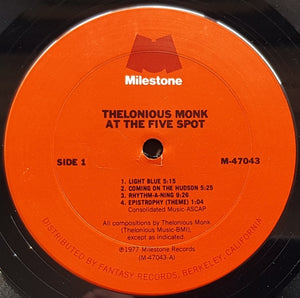 Milestone
THELONIOUS MONK
AT THE FIVE SPOT
SIDE 1 M-47043
1. LIGHT BLUE 5:15
2. COMING ON THE HUDSON 5:25
3. RHYTHM-A-NING 9:26
4. EPISTROPHY (THEME) 1:04
Consolidated Music-ASCAP
All compositions by Thelonious Monk
(Thelonious Music-BMI),
except as indicated.
℗1977 Milestone Records
(M-47043-A)
DISTRIBUTED BY FANTASY RECORDS, BERKELEY, CALIFORNIA